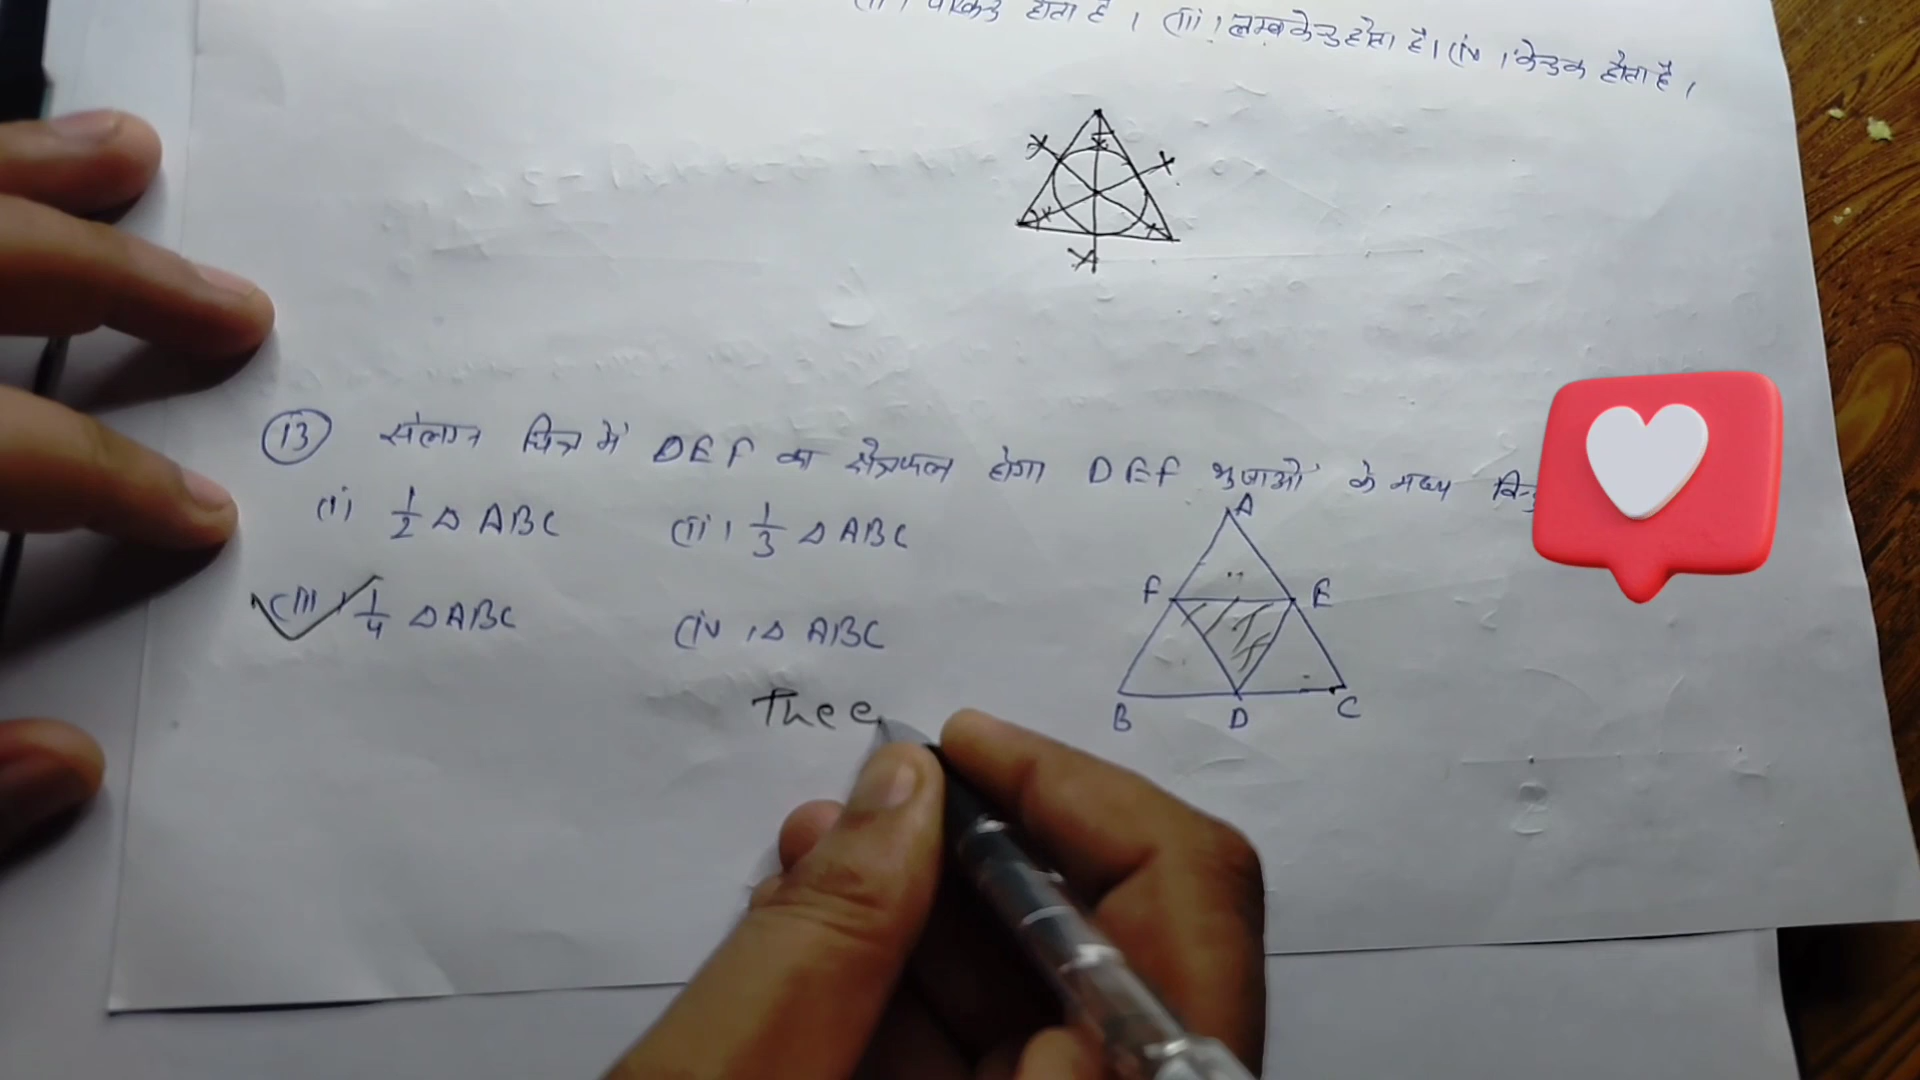 होता है । (iii) लम्बकेन्द्र होता है। (iv) केन्द्रक होता है ।
(13) संलग्न चित्र में DEF का क्षेत्रफल होगा DEF भुजाओं के मध्य
(i) 1/2 Δ ABC (ii) 1/3 Δ ABC
(iii) 1/4 Δ ABC (iv) Δ ABC
A
F E
B D C
Thee